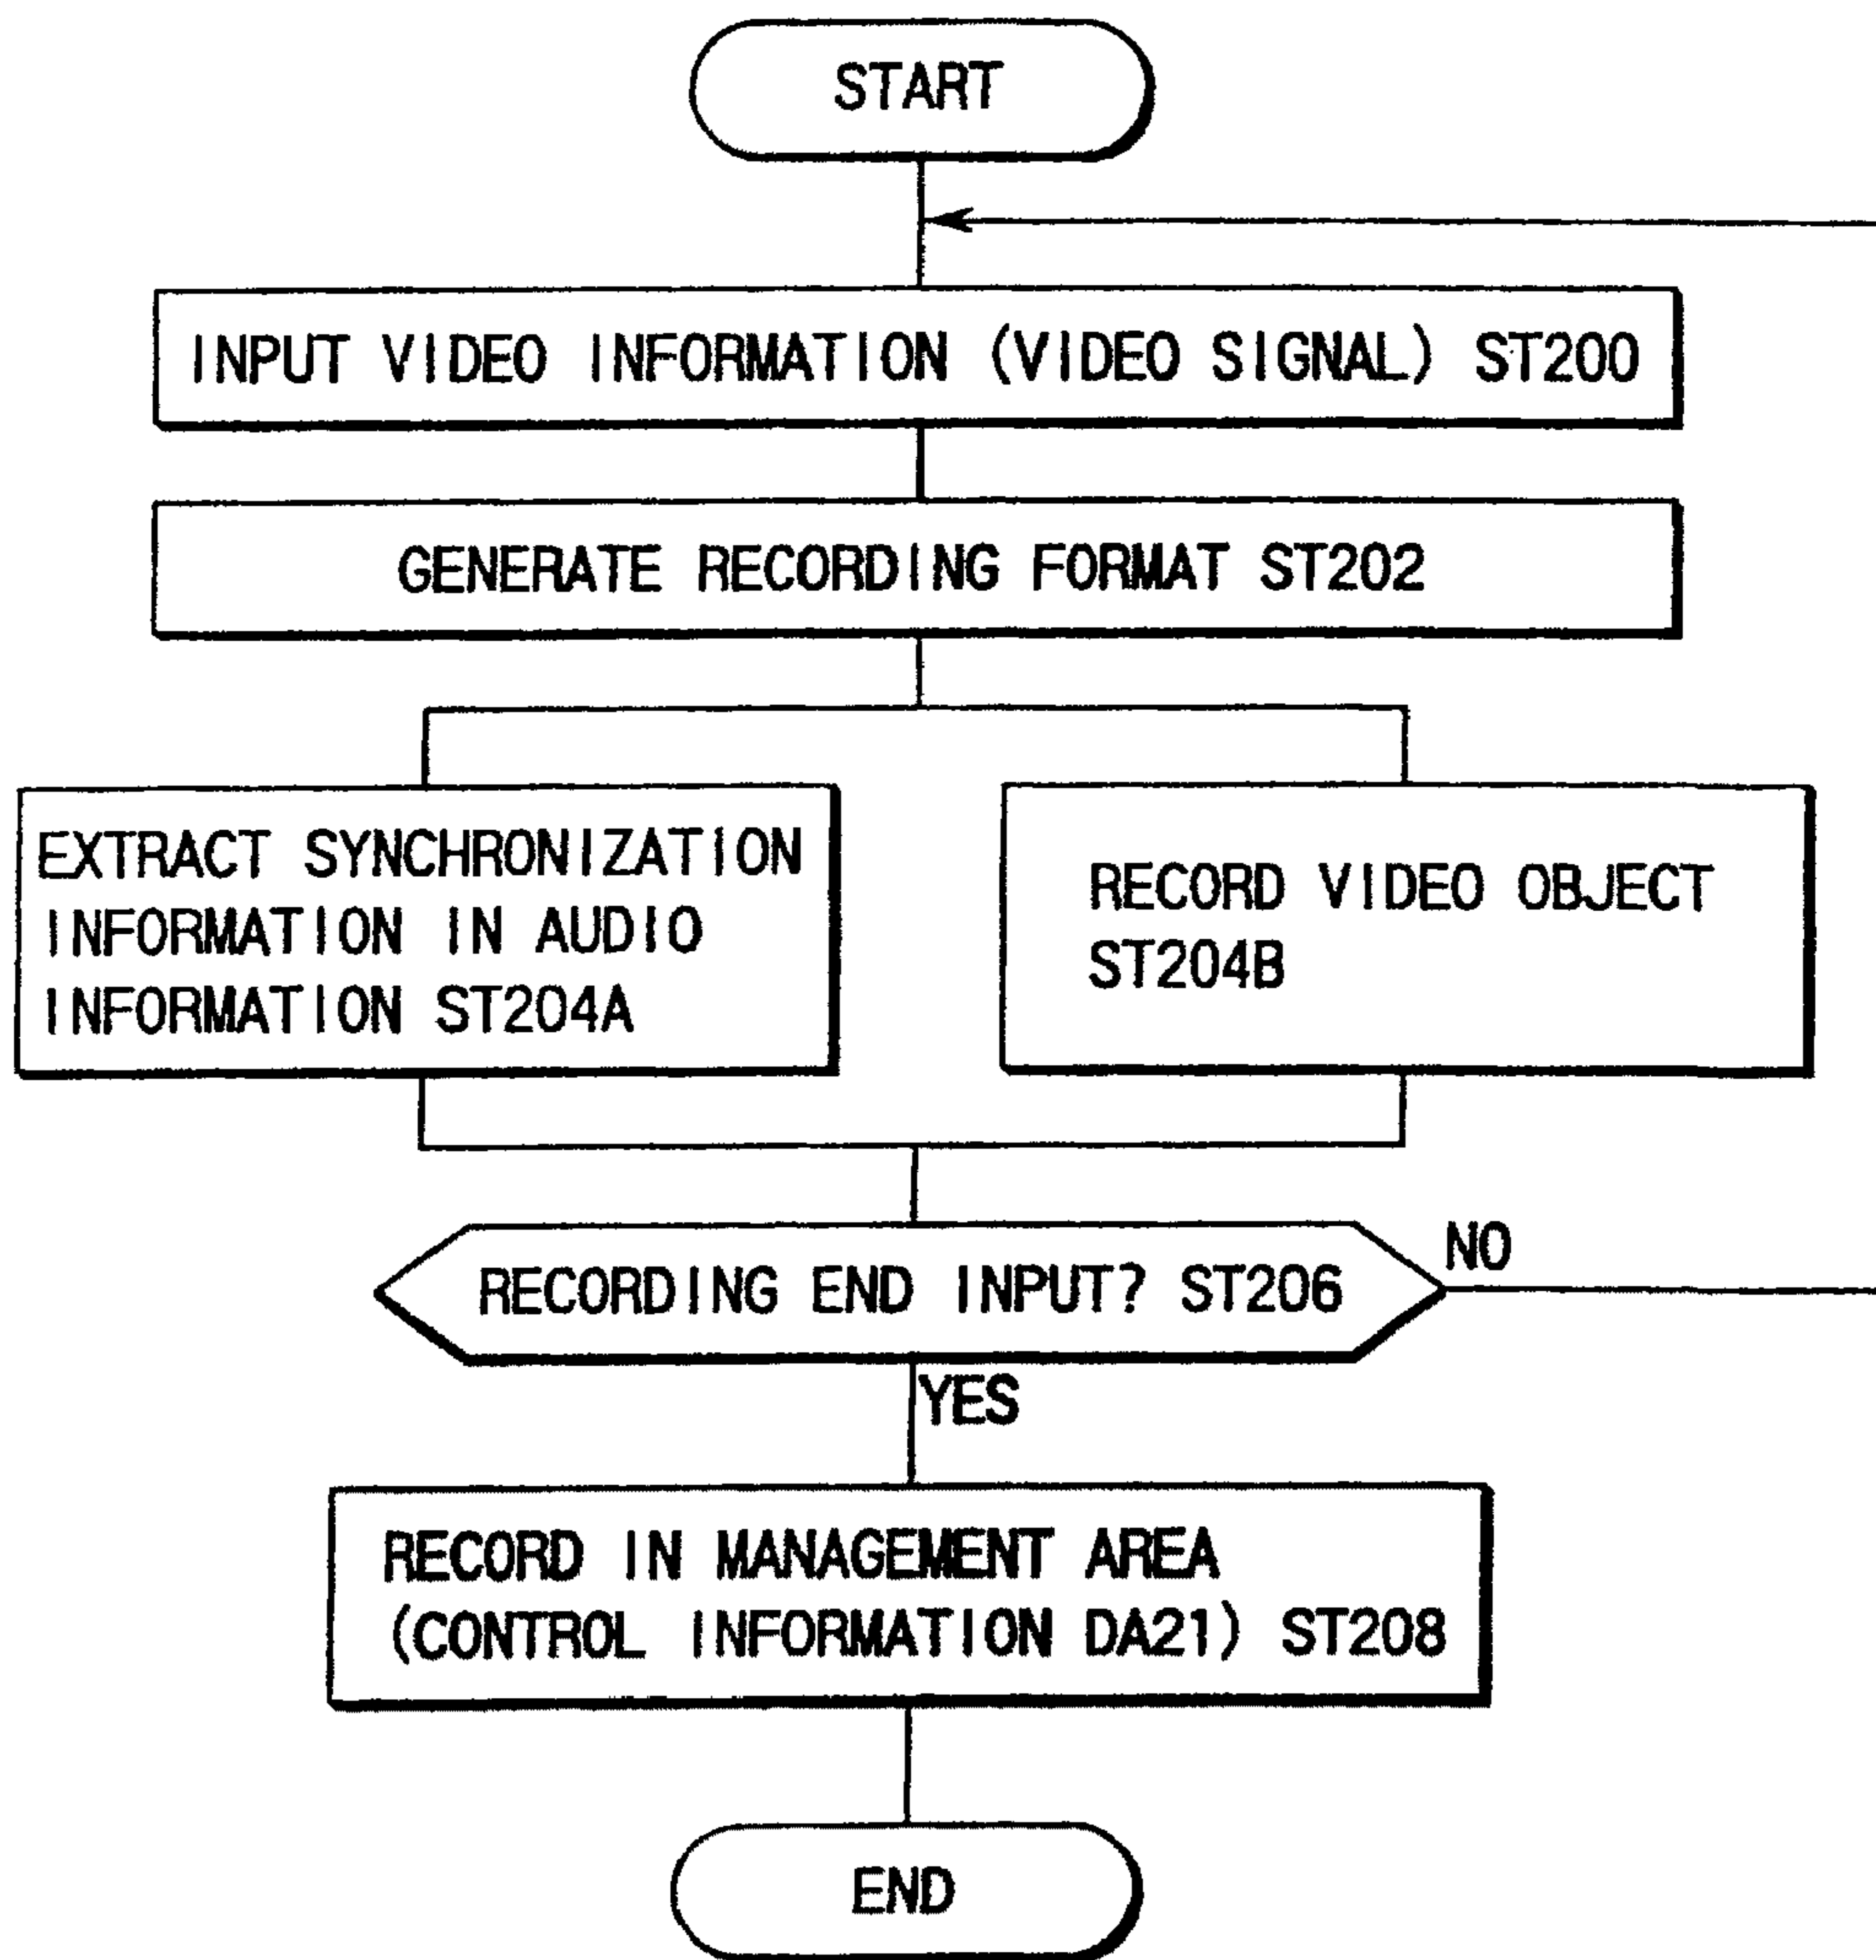 START
INPUT VIDEO INFORMATION (VIDEO SIGNAL) ST200
GENERATE RECORDING FORMAT ST202
EXTRACT SYNCHRONIZATION
INFORMATION IN AUDIO
INFORMATION ST204A
RECORD VIDEO OBJECT
ST204B
RECORDING END INPUT? ST206
NO
YES
RECORD IN MANAGEMENT AREA
(CONTROL INFORMATION DA21) ST208
END